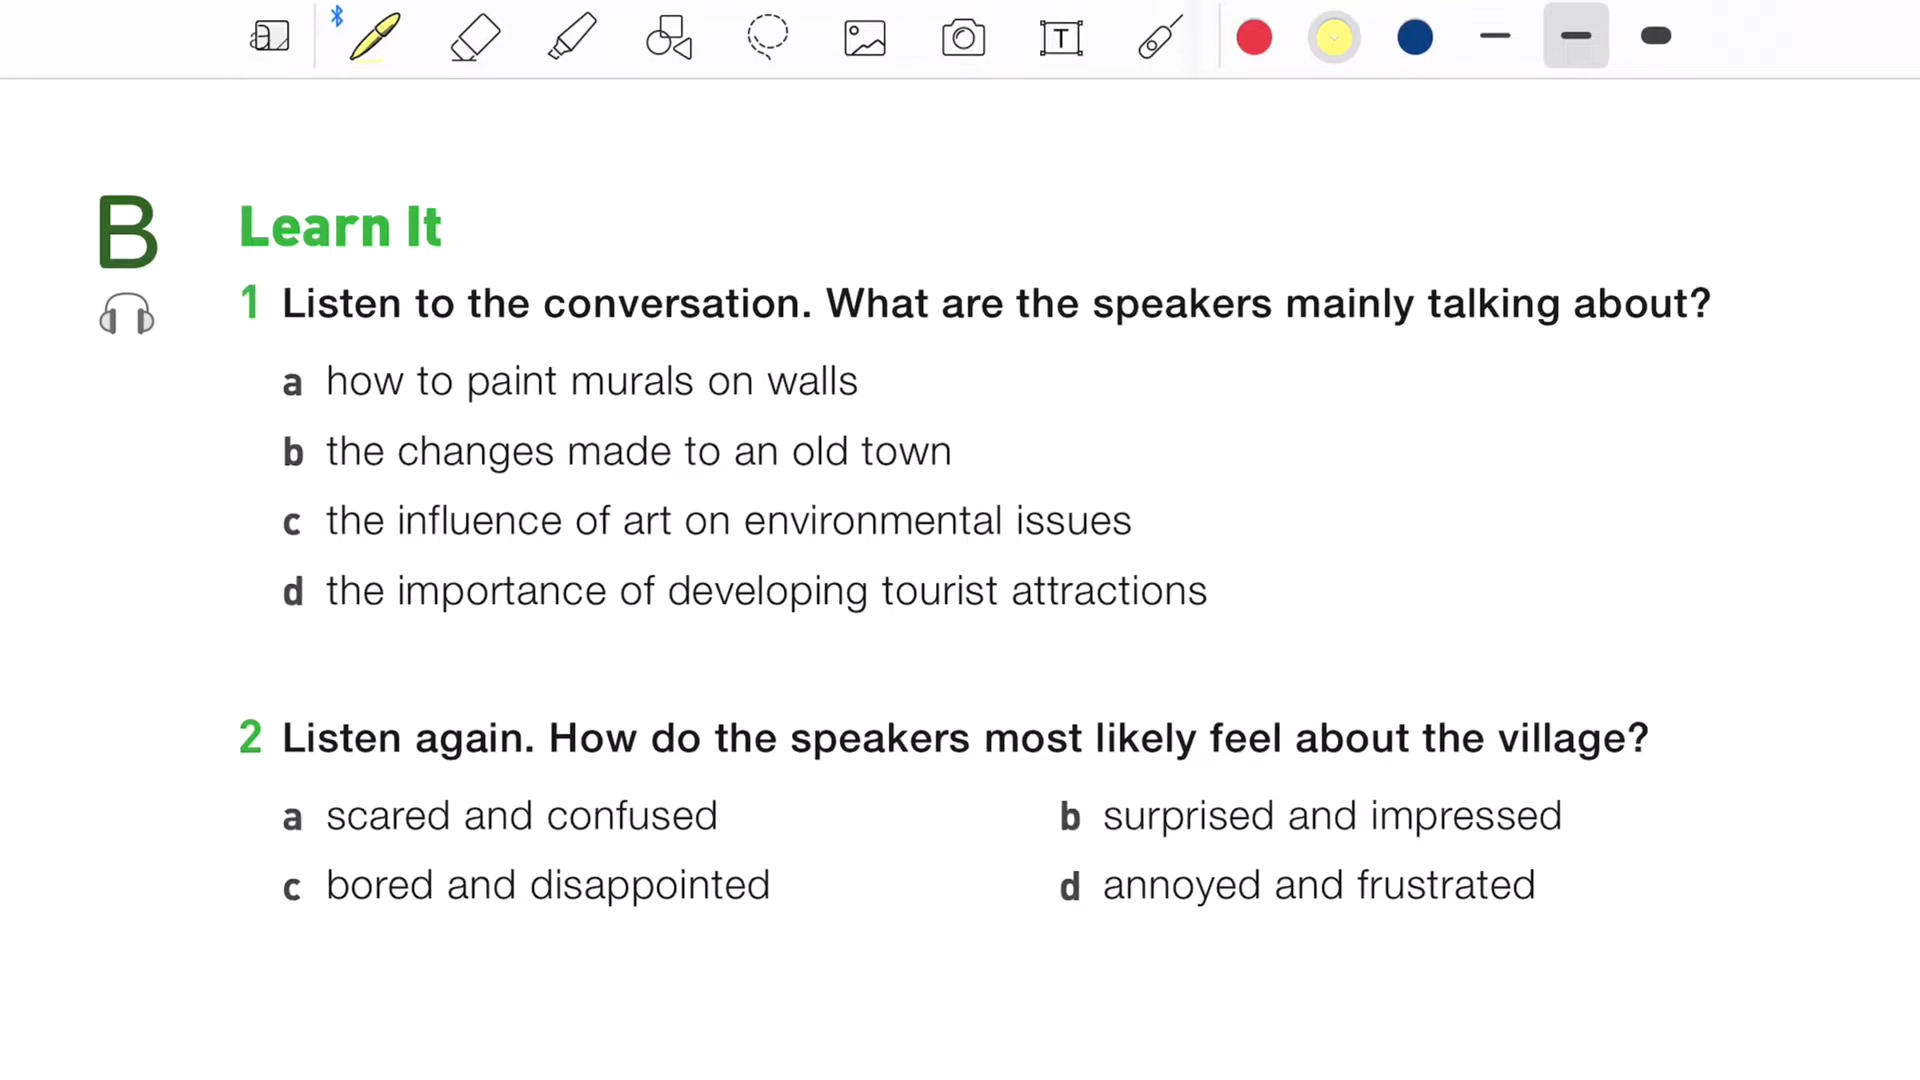 B Learn It
1 Listen to the conversation. What are the speakers mainly talking about?
a how to paint murals on walls
b the changes made to an old town
c the influence of art on environmental issues
d the importance of developing tourist attractions
2 Listen again. How do the speakers most likely feel about the village?
a scared and confused b surprised and impressed
c bored and disappointed d annoyed and frustrated